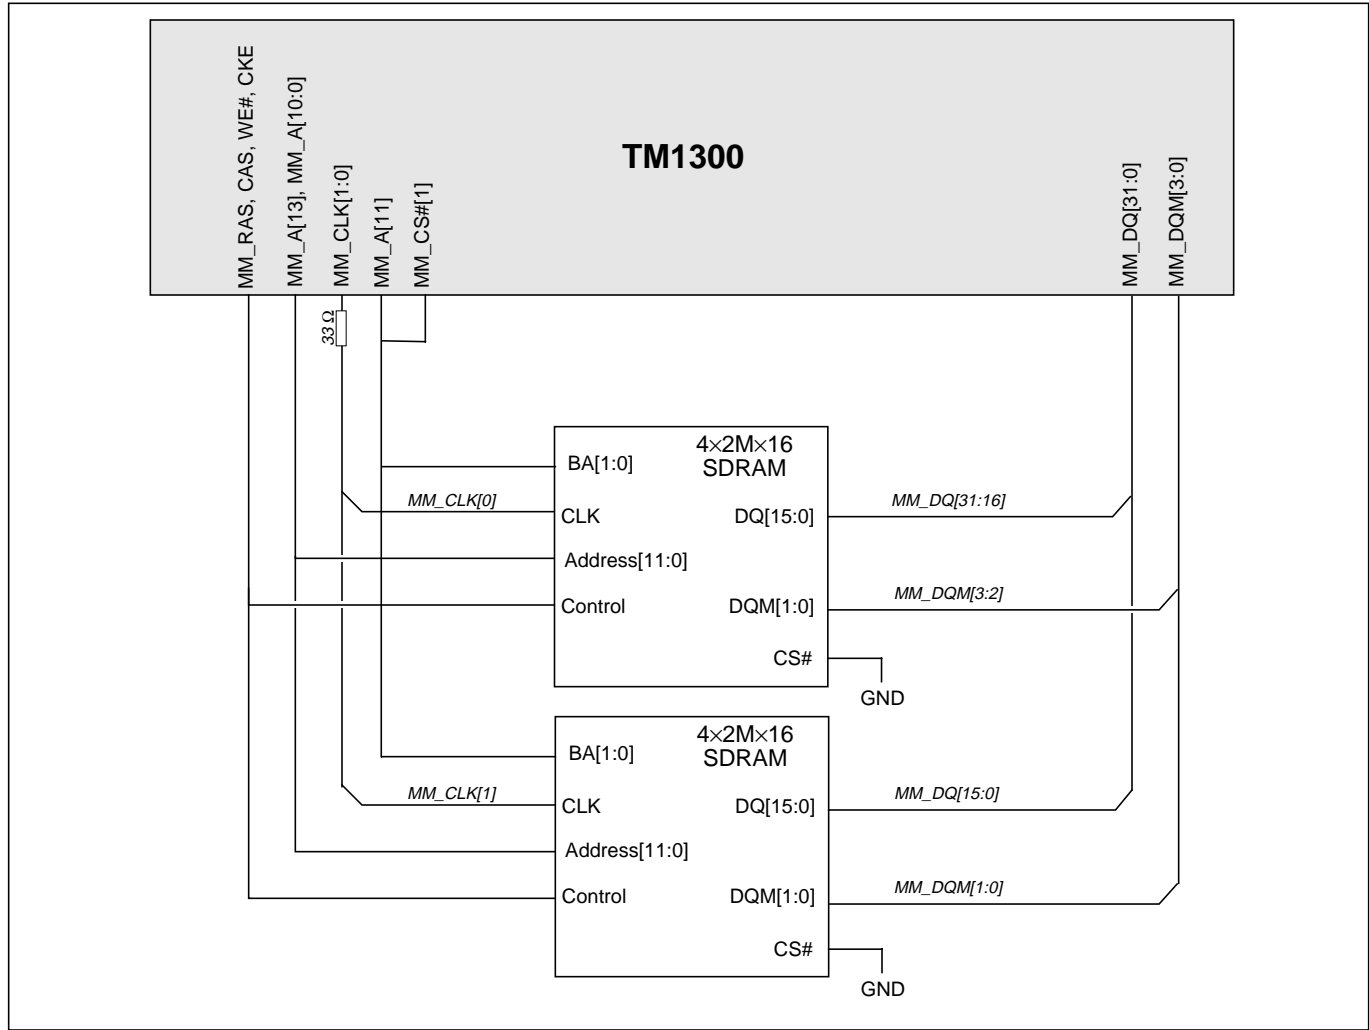 MM_RAS, CAS, WE#, CKE
MM_A[13], MM_A[10:0]
MM_CLK[1:0]
MM_A[11]
MM_CS#[1]
TM1300
MM_DQ[31:0]
MM_DQM[3:0]
33 Ω
4×2M×16
SDRAM
BA[1:0]
MM_CLK[0]
CLK
DQ[15:0]
MM_DQ[31:16]
Address[11:0]
Control
DQM[1:0]
MM_DQM[3:2]
CS#
GND
4×2M×16
SDRAM
BA[1:0]
MM_CLK[1]
CLK
DQ[15:0]
MM_DQ[15:0]
Address[11:0]
Control
DQM[1:0]
MM_DQM[1:0]
CS#
GND